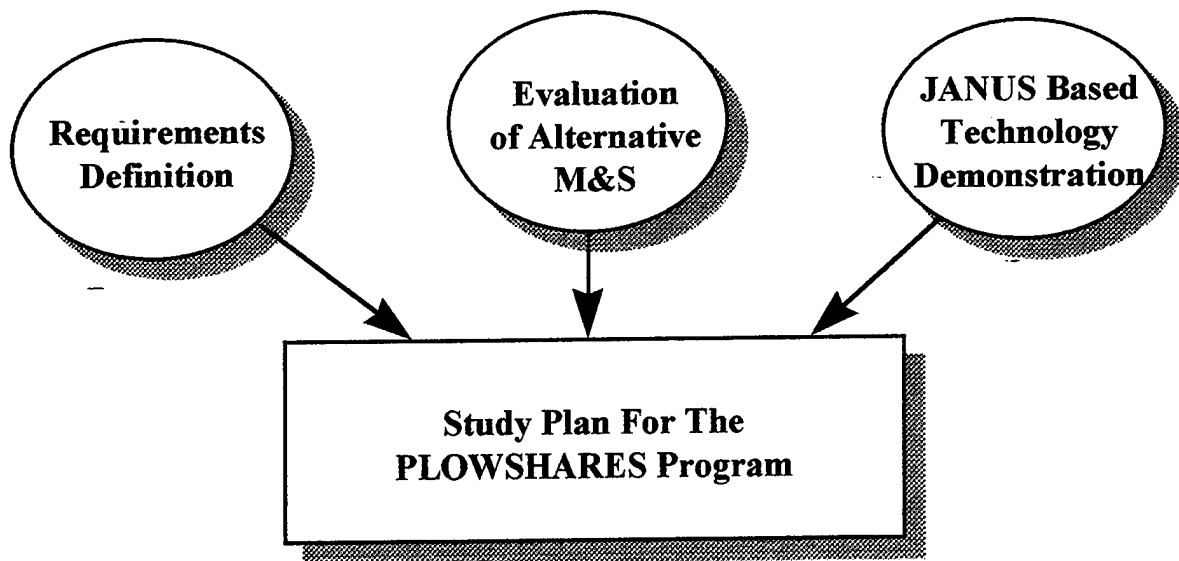 Requirements
Definition
Evaluation
of Alternative
M&S
JANUS Based
Technology
Demonstration
Study Plan For The
PLOWSHARES Program